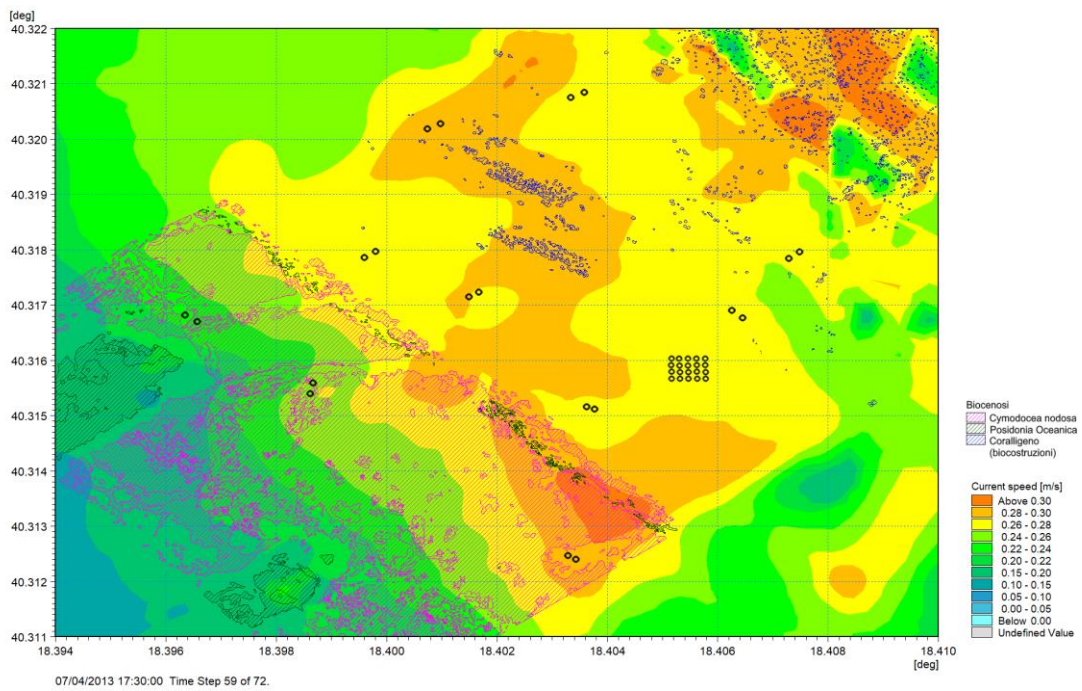 [deg]
40.322
40.321
40.320
40.319
40.318
40.317
40.316
40.315
40.314
40.313
40.312
40.311
18.394
18.396
18.398
18.400
18.402
18.404
18.406
18.408
18.410
[deg]
07/04/2013 17:30:00 Time Step 59 of 72.
Biocenosi
Cymodocea nodosa
Posidonia Oceanica
Coralligeno
(biocostruzioni)
Current speed [m/s]
Above 0.30
0.28 - 0.30
0.26 - 0.28
0.24 - 0.26
0.22 - 0.24
0.20 - 0.22
0.15 - 0.20
0.10 - 0.15
0.05 - 0.10
0.00 - 0.05
Below 0.00
Undefined Value